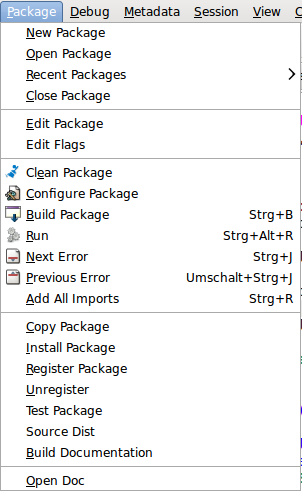 Package Debug Metadata Session View
New Package
Open Package
Recent Packages
Close Package
Edit Package
Edit Flags
Clean Package
Configure Package
Build Package Strg+B
Run Strg+Alt+R
Next Error Strg+J
Previous Error Umschalt+Strg+J
Add All Imports Strg+R
Copy Package
Install Package
Register Package
Unregister
Test Package
Source Dist
Build Documentation
Open Doc